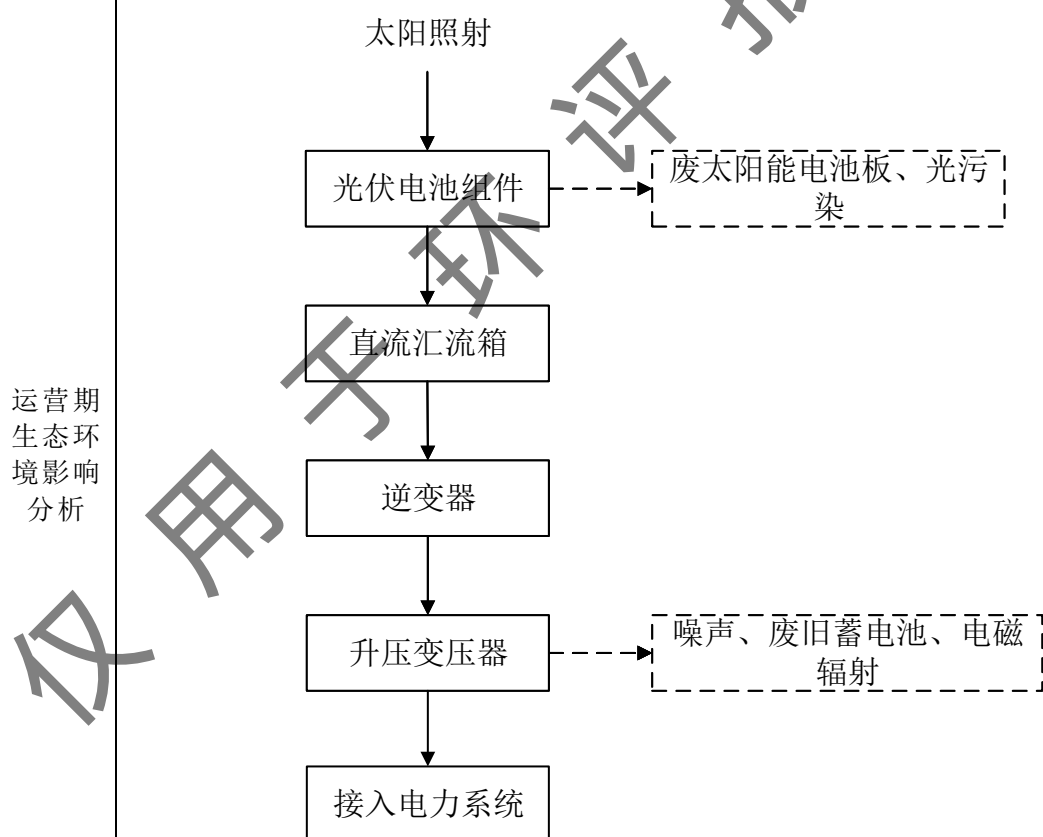 太阳照射
光伏电池组件
废太阳能电池板、光污
染
直流汇流箱
运营期
生态环
境影响
分析
逆变器
升压变压器
噪声、废旧蓄电池、电磁
辐射
接入电力系统
仅用于环评